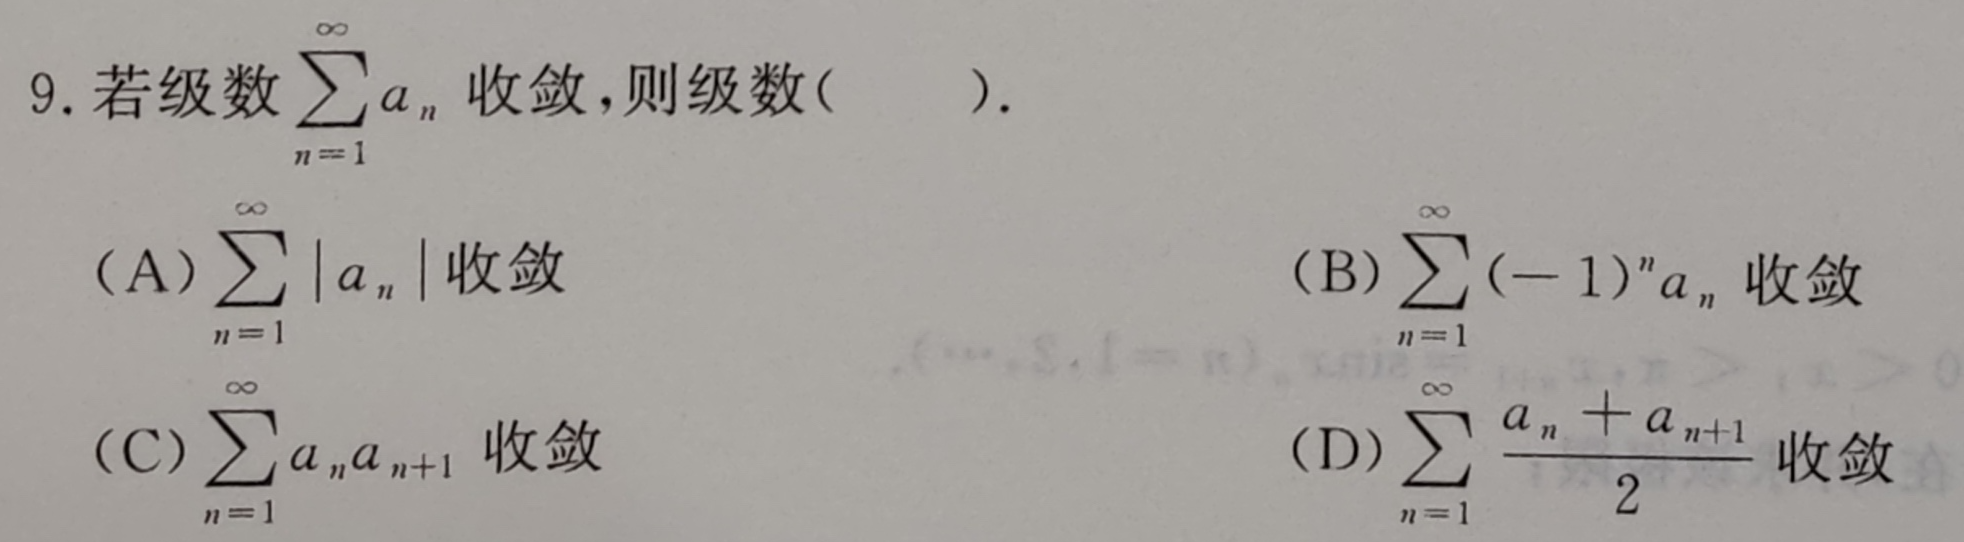 9. 若级数 $\sum_{n=1}^{\infty} a_n$ 收敛,则级数(    ).
(A) $\sum_{n=1}^{\infty} |a_n|$ 收敛 (B) $\sum_{n=1}^{\infty} (-1)^n a_n$ 收敛
(C) $\sum_{n=1}^{\infty} a_n a_{n+1}$ 收敛 (D) $\sum_{n=1}^{\infty} \frac{a_n + a_{n+1}}{2}$ 收敛